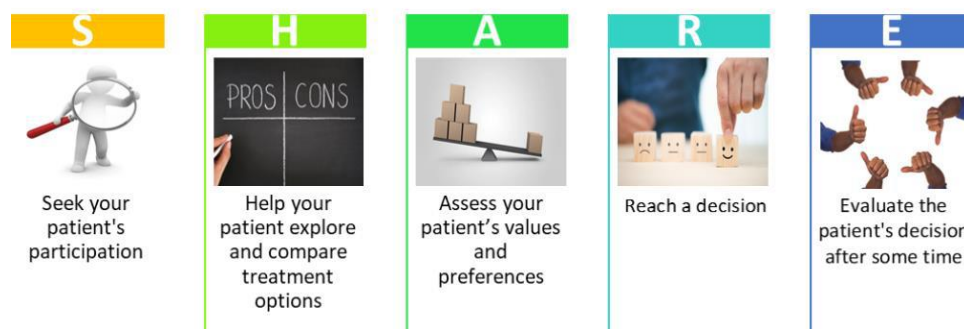 S
Seek your
patient's
participation
H
PROS CONS
Help your
patient explore
and compare
treatment
options
A
Assess your
patient’s values
and
preferences
R
Reach a decision
E
Evaluate the
patient's decision
after some time